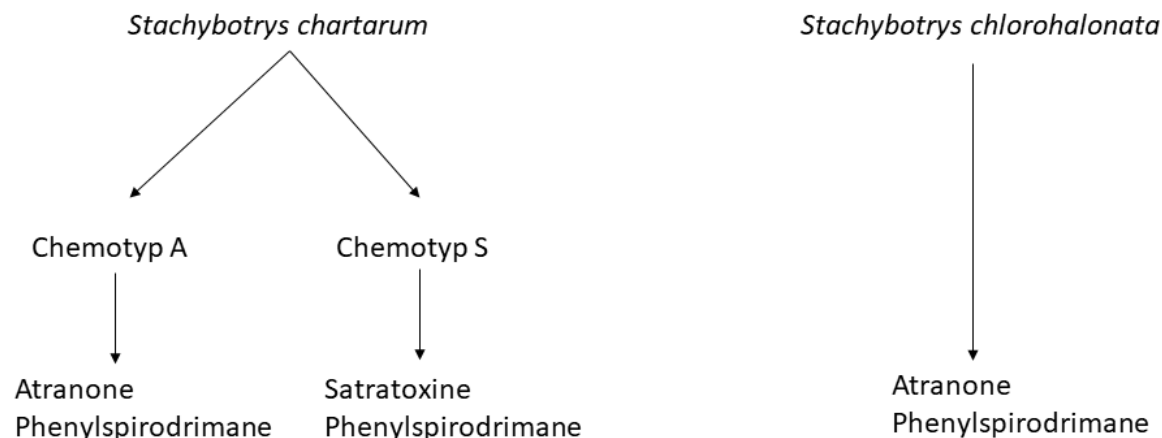 Stachybotrys chartarum
Stachybotrys chlorohalonata
Chemotyp A
Chemotyp S
Atranone
Phenylspirodrimane
Satratoxine
Phenylspirodrimane
Atranone
Phenylspirodrimane